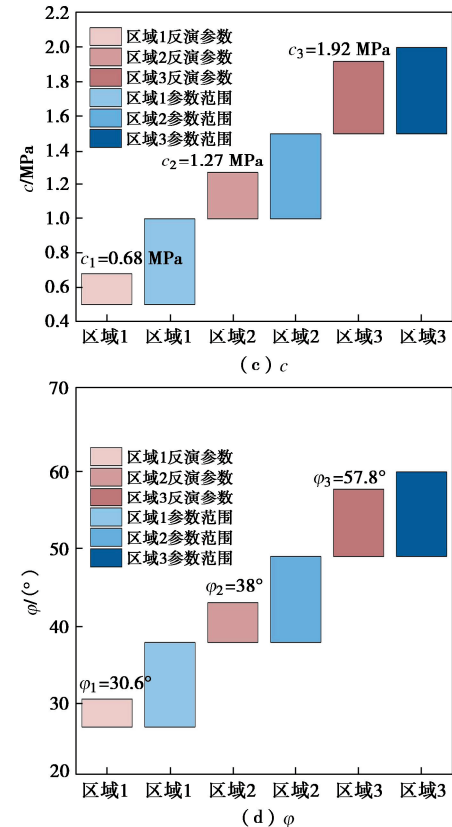 2.2
2.0
1.8
1.6
1.4
1.2
1.0
0.8
0.6
0.4
c/MPa
区域1反演参数
区域2反演参数
区域3反演参数
区域1参数范围
区域2参数范围
区域3参数范围
c3=1.92 MPa
c2=1.27 MPa
c1=0.68 MPa
区域1 区域1 区域2 区域2 区域3 区域3
(c) c
70
60
50
40
30
20
φ/(°)
区域1反演参数
区域2反演参数
区域3反演参数
区域1参数范围
区域2参数范围
区域3参数范围
φ3=57.8°
φ2=38°
φ1=30.6°
区域1 区域1 区域2 区域2 区域3 区域3
(d) φ